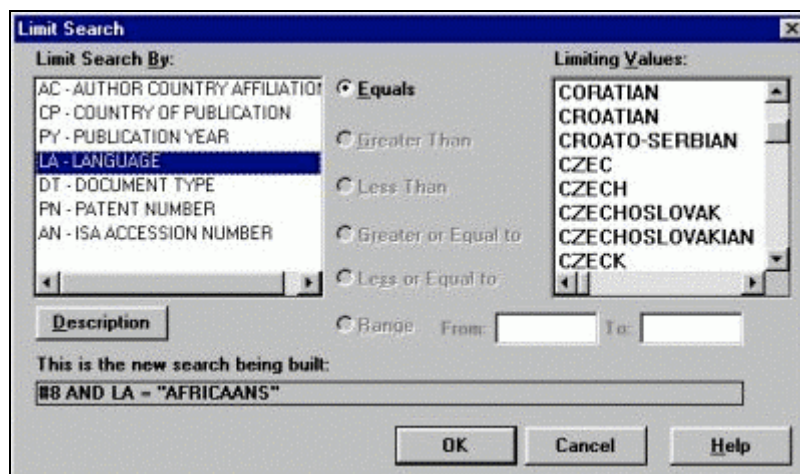 Limit Search
Limit Search By:
AC - AUTHOR COUNTRY AFFILIATION
CP - COUNTRY OF PUBLICATION
PY - PUBLICATION YEAR
LA - LANGUAGE
DT - DOCUMENT TYPE
PN - PATENT NUMBER
AN - ISA ACCESSION NUMBER
Description
Equals
Greater Than
Less Than
Greater or Equal to
Less or Equal to
Range From: To:
Limiting Values:
CORATIAN
CROATIAN
CROATO-SERBIAN
CZEC
CZECH
CZECHOSLOVAK
CZECHOSLOVAKIAN
CZECK
This is the new search being built:
#8 AND LA = "AFRICAANS"
OK Cancel Help